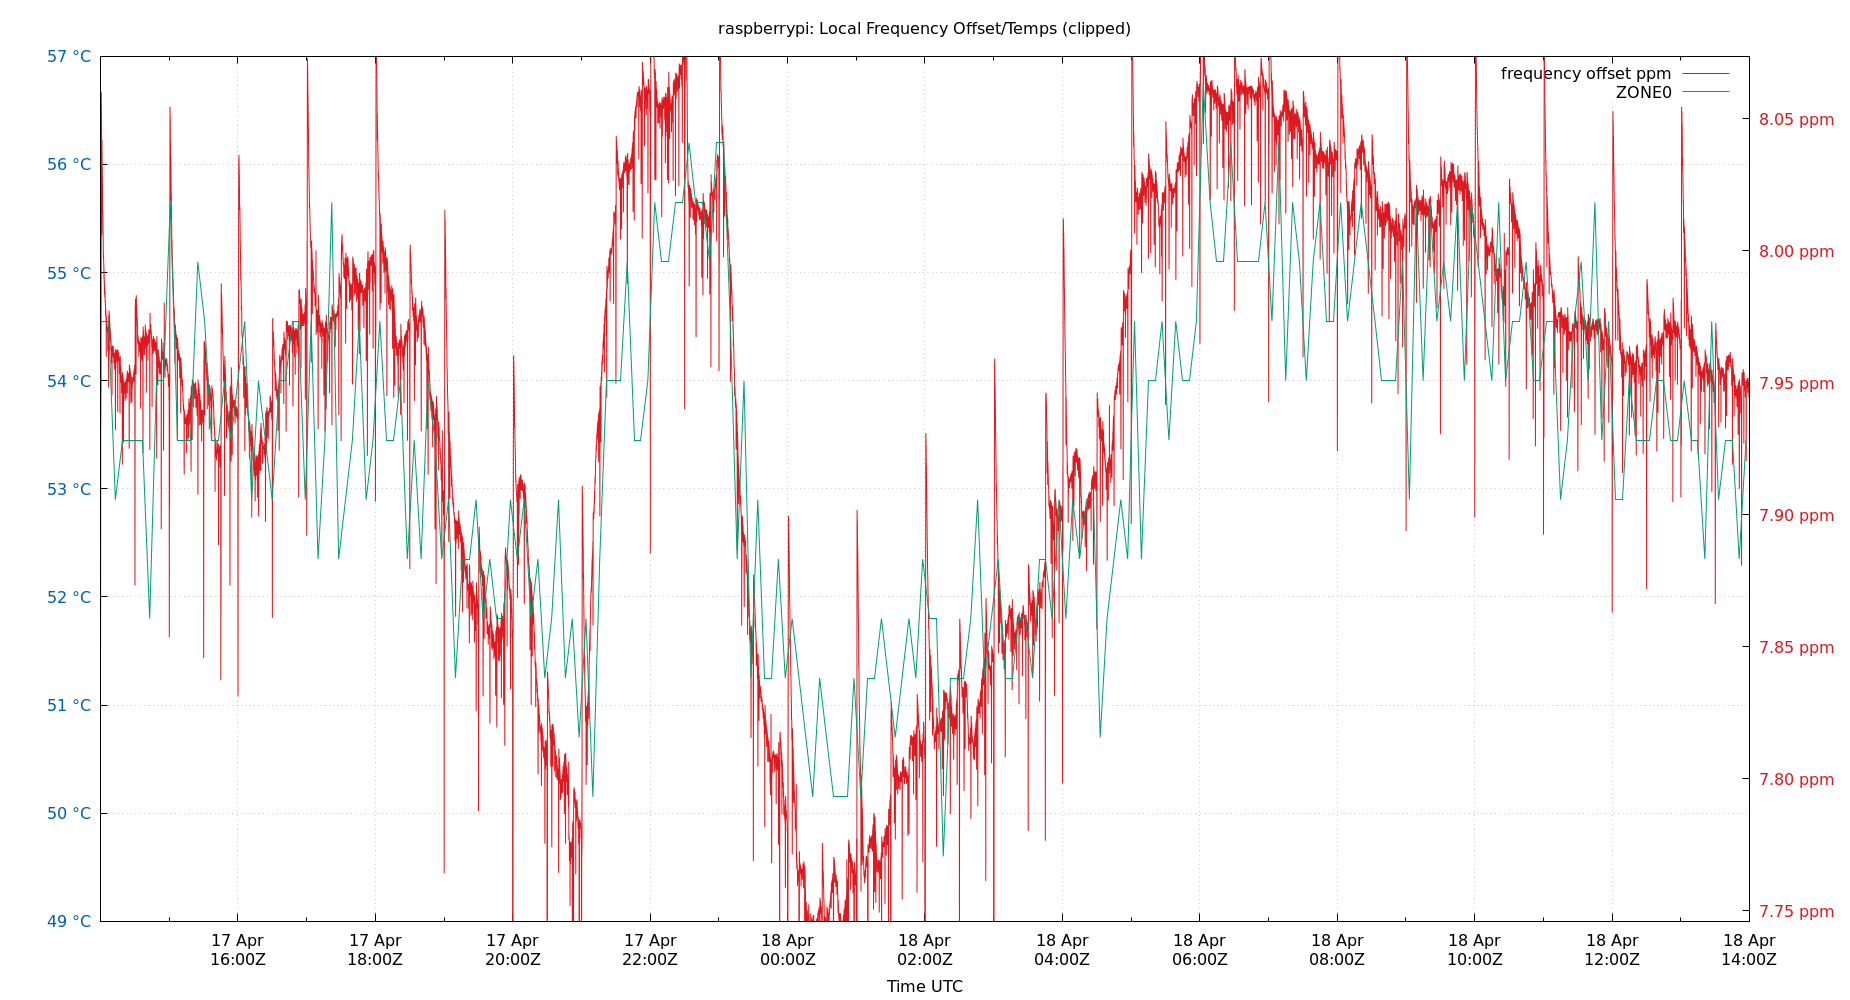 raspberrypi: Local Frequency Offset/Temps (clipped)
57 °C
56 °C
55 °C
54 °C
53 °C
52 °C
51 °C
50 °C
49 °C
frequency offset ppm
ZONE0
8.05 ppm
8.00 ppm
7.95 ppm
7.90 ppm
7.85 ppm
7.80 ppm
7.75 ppm
17 Apr 17 Apr 17 Apr 17 Apr 18 Apr 18 Apr 18 Apr 18 Apr 18 Apr 18 Apr 18 Apr 18 Apr
16:00Z 18:00Z 20:00Z 22:00Z 00:00Z 02:00Z 04:00Z 06:00Z 08:00Z 10:00Z 12:00Z 14:00Z
Time UTC